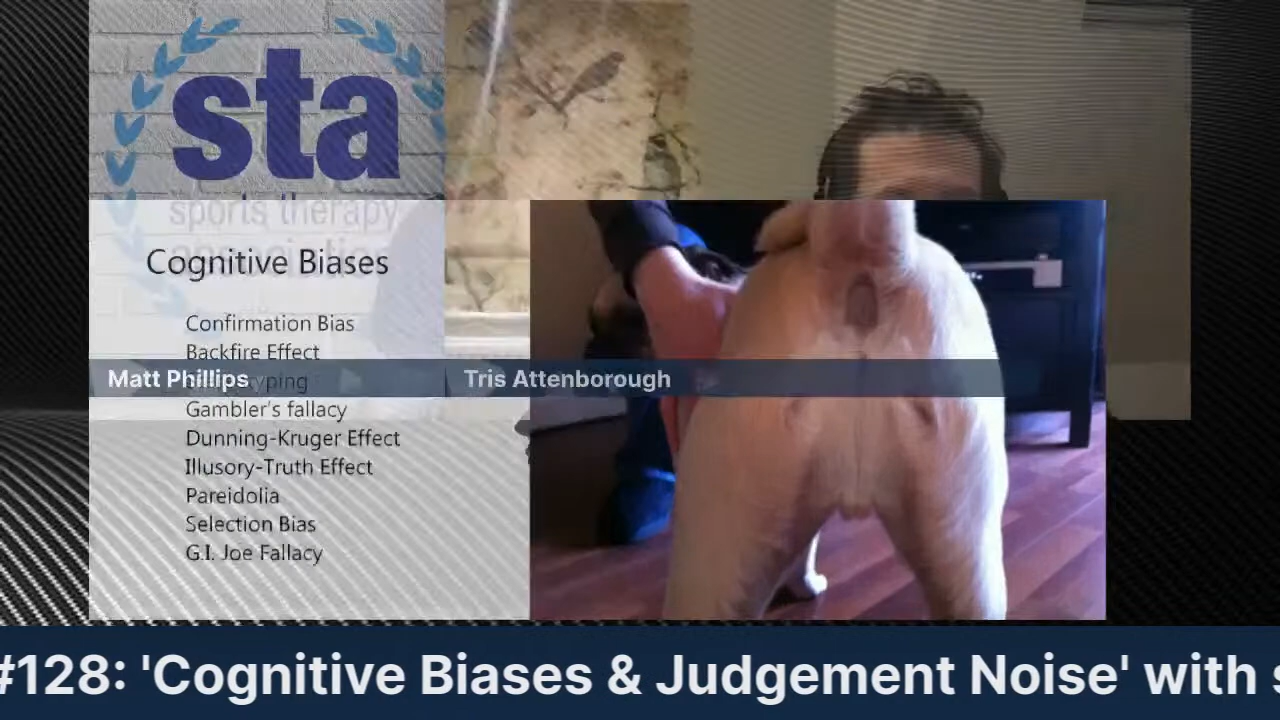 sta
sports therapy
association
Cognitive Biases
Confirmation Bias
Backfire Effect
Matt Phillips
Tris Attenborough
Gambler's fallacy
Dunning-Kruger Effect
Illusory-Truth Effect
Pareidolia
Selection Bias
G.I. Joe Fallacy
#128: 'Cognitive Biases & Judgement Noise' with